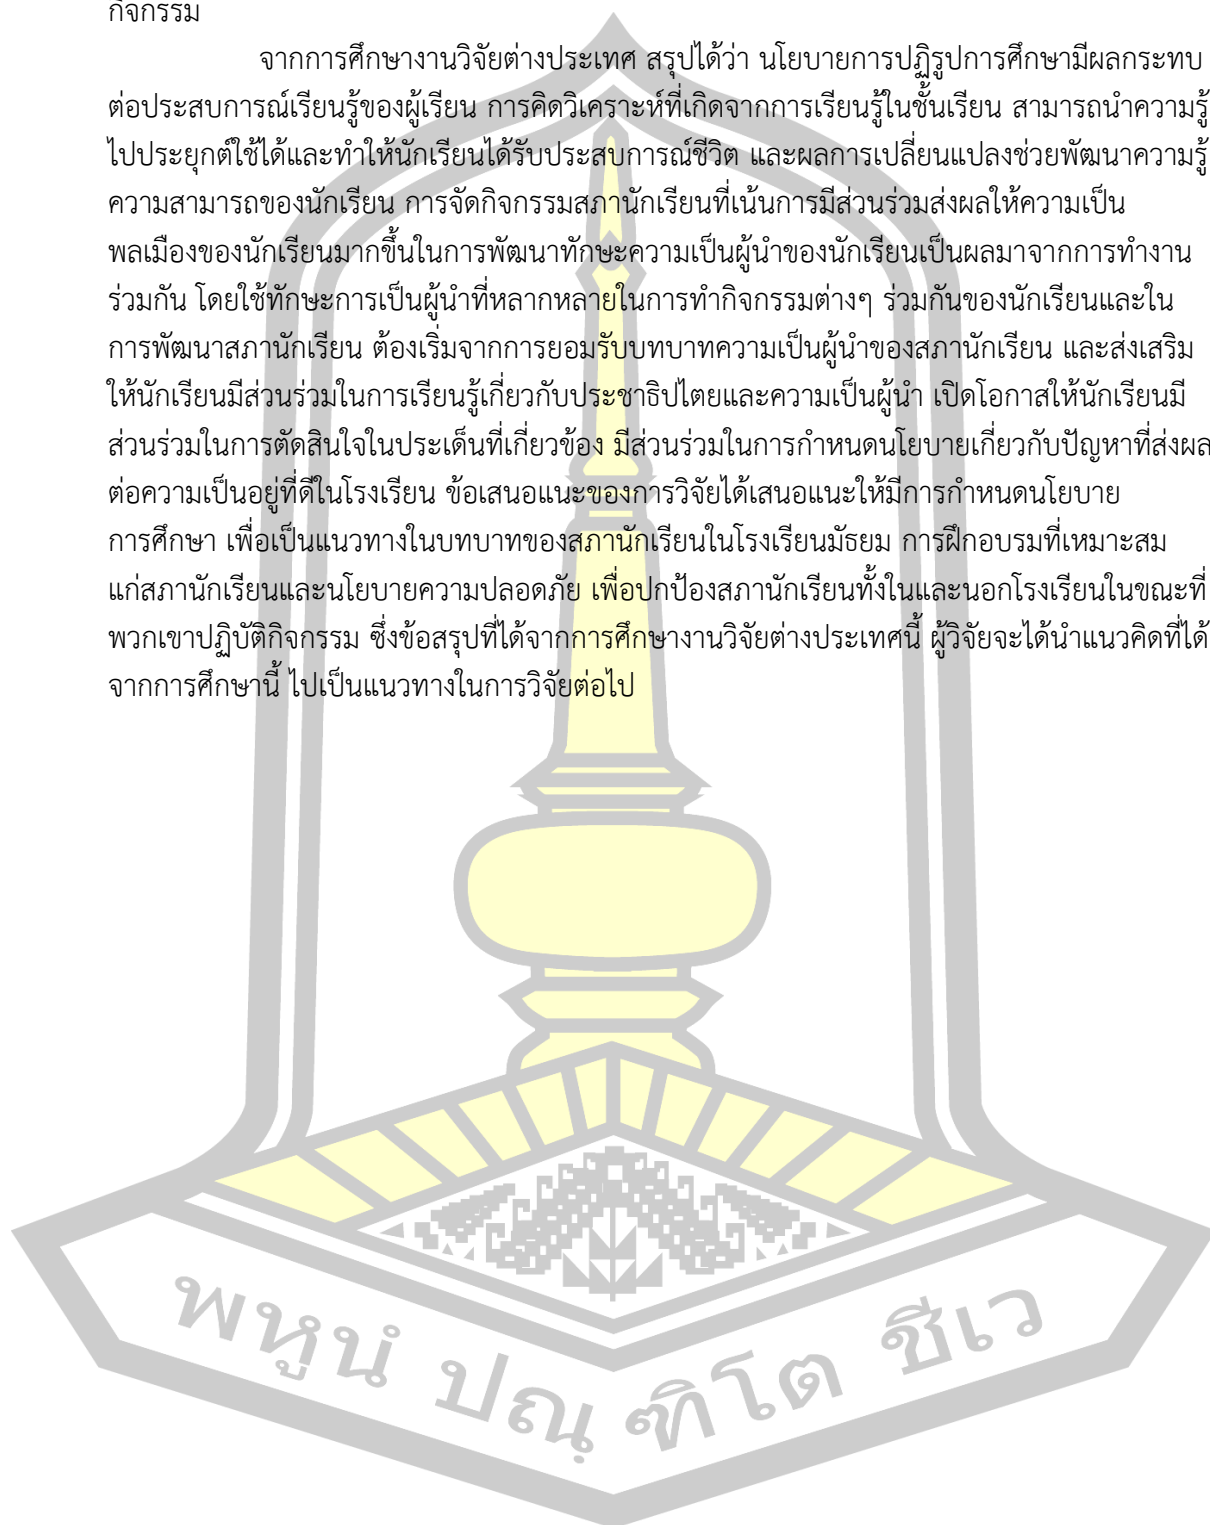 กิจกรรม
จากการศึกษางานวิจัยต่างประเทศ สรุปได้ว่า นโยบายการปฏิรูปการศึกษามีผลกระทบ
ต่อประสบการณ์เรียนรู้ของผู้เรียน การคิดวิเคราะห์ที่เกิดจากการเรียนรู้ในชั้นเรียน สามารถนำความรู้
ไปประยุกต์ใช้ได้และทำให้นักเรียนได้รับประสบการณ์ชีวิต และผลการเปลี่ยนแปลงช่วยพัฒนาความรู้
ความสามารถของนักเรียน การจัดกิจกรรมสภานักเรียนที่เน้นการมีส่วนร่วมส่งผลให้ความเป็น
พลเมืองของนักเรียนมากขึ้นในการพัฒนาทักษะความเป็นผู้นำของนักเรียนเป็นผลมาจากการทำงาน
ร่วมกัน โดยใช้ทักษะการเป็นผู้นำที่หลากหลายในการทำกิจกรรมต่างๆ ร่วมกันของนักเรียนและใน
การพัฒนาสภานักเรียน ต้องเริ่มจากการยอมรับบทบาทความเป็นผู้นำของสภานักเรียน และส่งเสริม
ให้นักเรียนมีส่วนร่วมในการเรียนรู้เกี่ยวกับประชาธิปไตยและความเป็นผู้นำ เปิดโอกาสให้นักเรียนมี
ส่วนร่วมในการตัดสินใจในประเด็นที่เกี่ยวข้อง มีส่วนร่วมในการกำหนดนโยบายเกี่ยวกับปัญหาที่ส่งผล
ต่อความเป็นอยู่ที่ดีในโรงเรียน ข้อเสนอแนะของการวิจัยได้เสนอแนะให้มีการกำหนดนโยบาย
การศึกษา เพื่อเป็นแนวทางในบทบาทของสภานักเรียนในโรงเรียนมัธยม การฝึกอบรมที่เหมาะสม
แก่สภานักเรียนและนโยบายความปลอดภัย เพื่อปกป้องสภานักเรียนทั้งในและนอกโรงเรียนในขณะที่
พวกเขาปฏิบัติกิจกรรม ซึ่งข้อสรุปที่ได้จากการศึกษางานวิจัยต่างประเทศนี้ ผู้วิจัยจะได้นำแนวคิดที่ได้
จากการศึกษานี้ ไปเป็นแนวทางในการวิจัยต่อไป
พหูนํ ปณฺฑิโต ชีเว